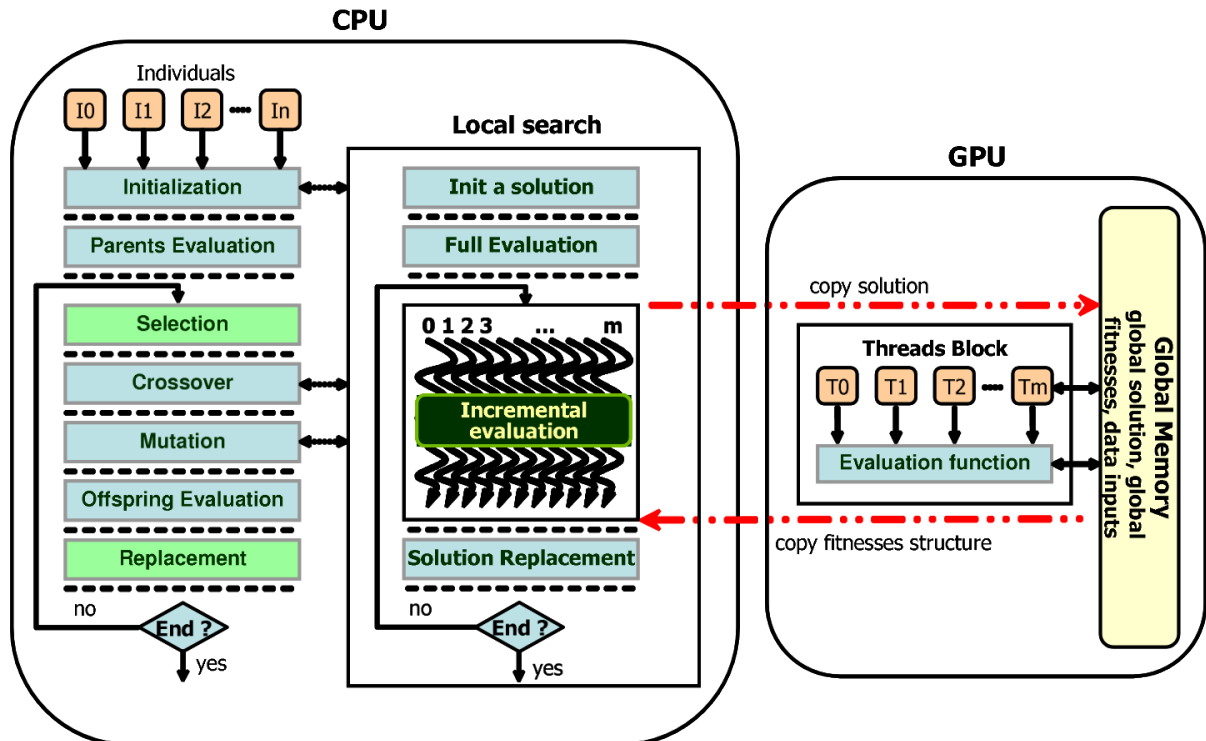 CPU
Individuals
I0 I1 I2 In
Initialization
Parents Evaluation
Selection
Crossover
Mutation
Offspring Evaluation
Replacement
no
End ?
yes
Local search
Init a solution
Full Evaluation
0 1 2 3 ... m
Incremental
evaluation
Solution Replacement
no
End ?
yes
copy solution
copy fitnesses structure
GPU
Threads Block
T0 T1 T2 Tm
Evaluation function
Global Memory
global solution, global
fitnesses, data inputs